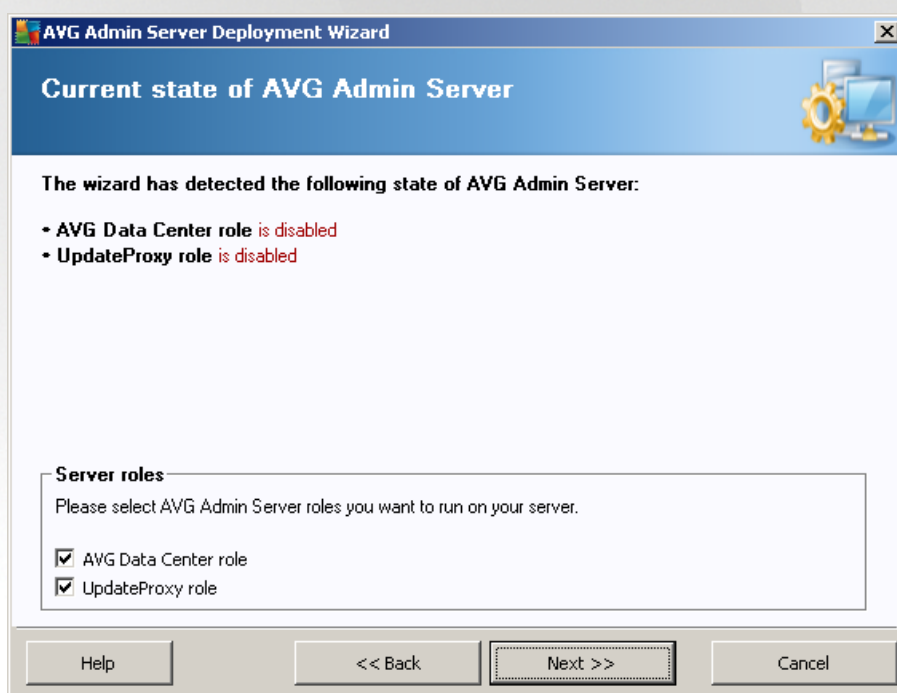 AVG Admin Server Deployment Wizard
Current state of AVG Admin Server
The wizard has detected the following state of AVG Admin Server:
• AVG Data Center role is disabled
• UpdateProxy role is disabled
Server roles
Please select AVG Admin Server roles you want to run on your server.
AVG Data Center role
UpdateProxy role
Help
<< Back
Next >>
Cancel